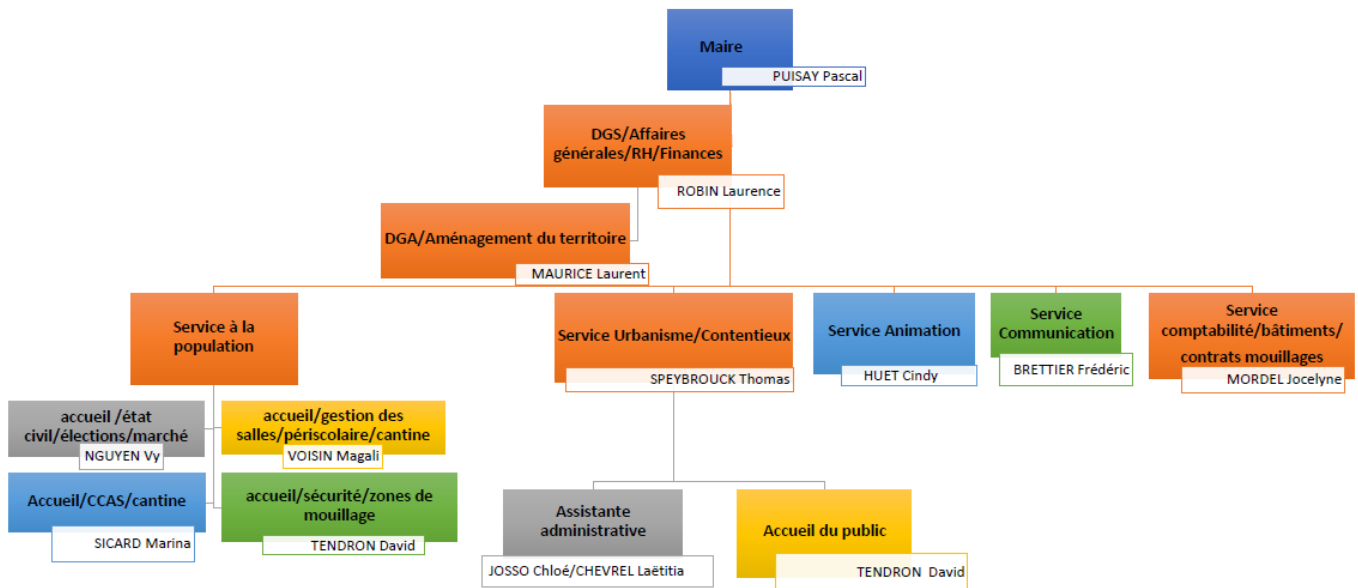 Maire
PUISAY Pascal
DGS/Affaires
générales/RH/Finances
ROBIN Laurence
DGA/Aménagement du territoire
MAURICE Laurent
Service à la
population
Service Urbanisme/Contentieux
SPEYBROUCK Thomas
Service Animation
HUET Cindy
Service
Communication
BRETTIER Frédéric
Service
comptabilité/bâtiments/
contrats mouillages
MORDEL Jocelyne
accueil /état
civil/élections/marché
NGUYEN Vy
accueil/gestion des
salles/périscolaire/cantine
VOISIN Magali
Accueil/CCAS/cantine
SICARD Marina
accueil/sécurité/zones de
mouillage
TENDRON David
Assistante
administrative
JOSSO Chloé/CHEVREL Laëtitia
Accueil du public
TENDRON David